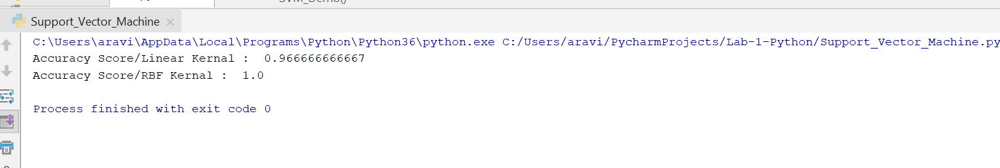 SVM_Demo()
Support_Vector_Machine
C:\Users\aravi\AppData\Local\Programs\Python\Python36\python.exe C:/Users/aravi/PycharmProjects/Lab-1-Python/Support_Vector_Machine.py
Accuracy Score/Linear Kernal :  0.966666666667
Accuracy Score/RBF Kernal :  1.0
Process finished with exit code 0